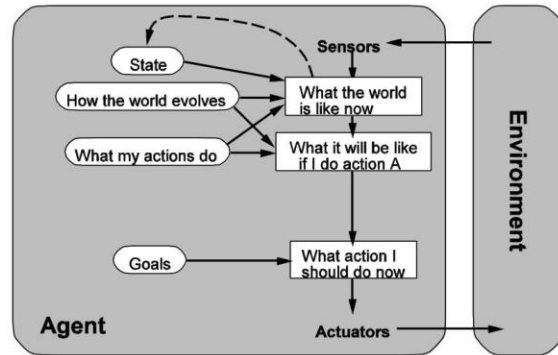 Sensors
State
What the world
is like now
How the world evolves
What it will be like
if I do action A
What my actions do
Environment
Goals
What action I
should do now
Agent
Actuators